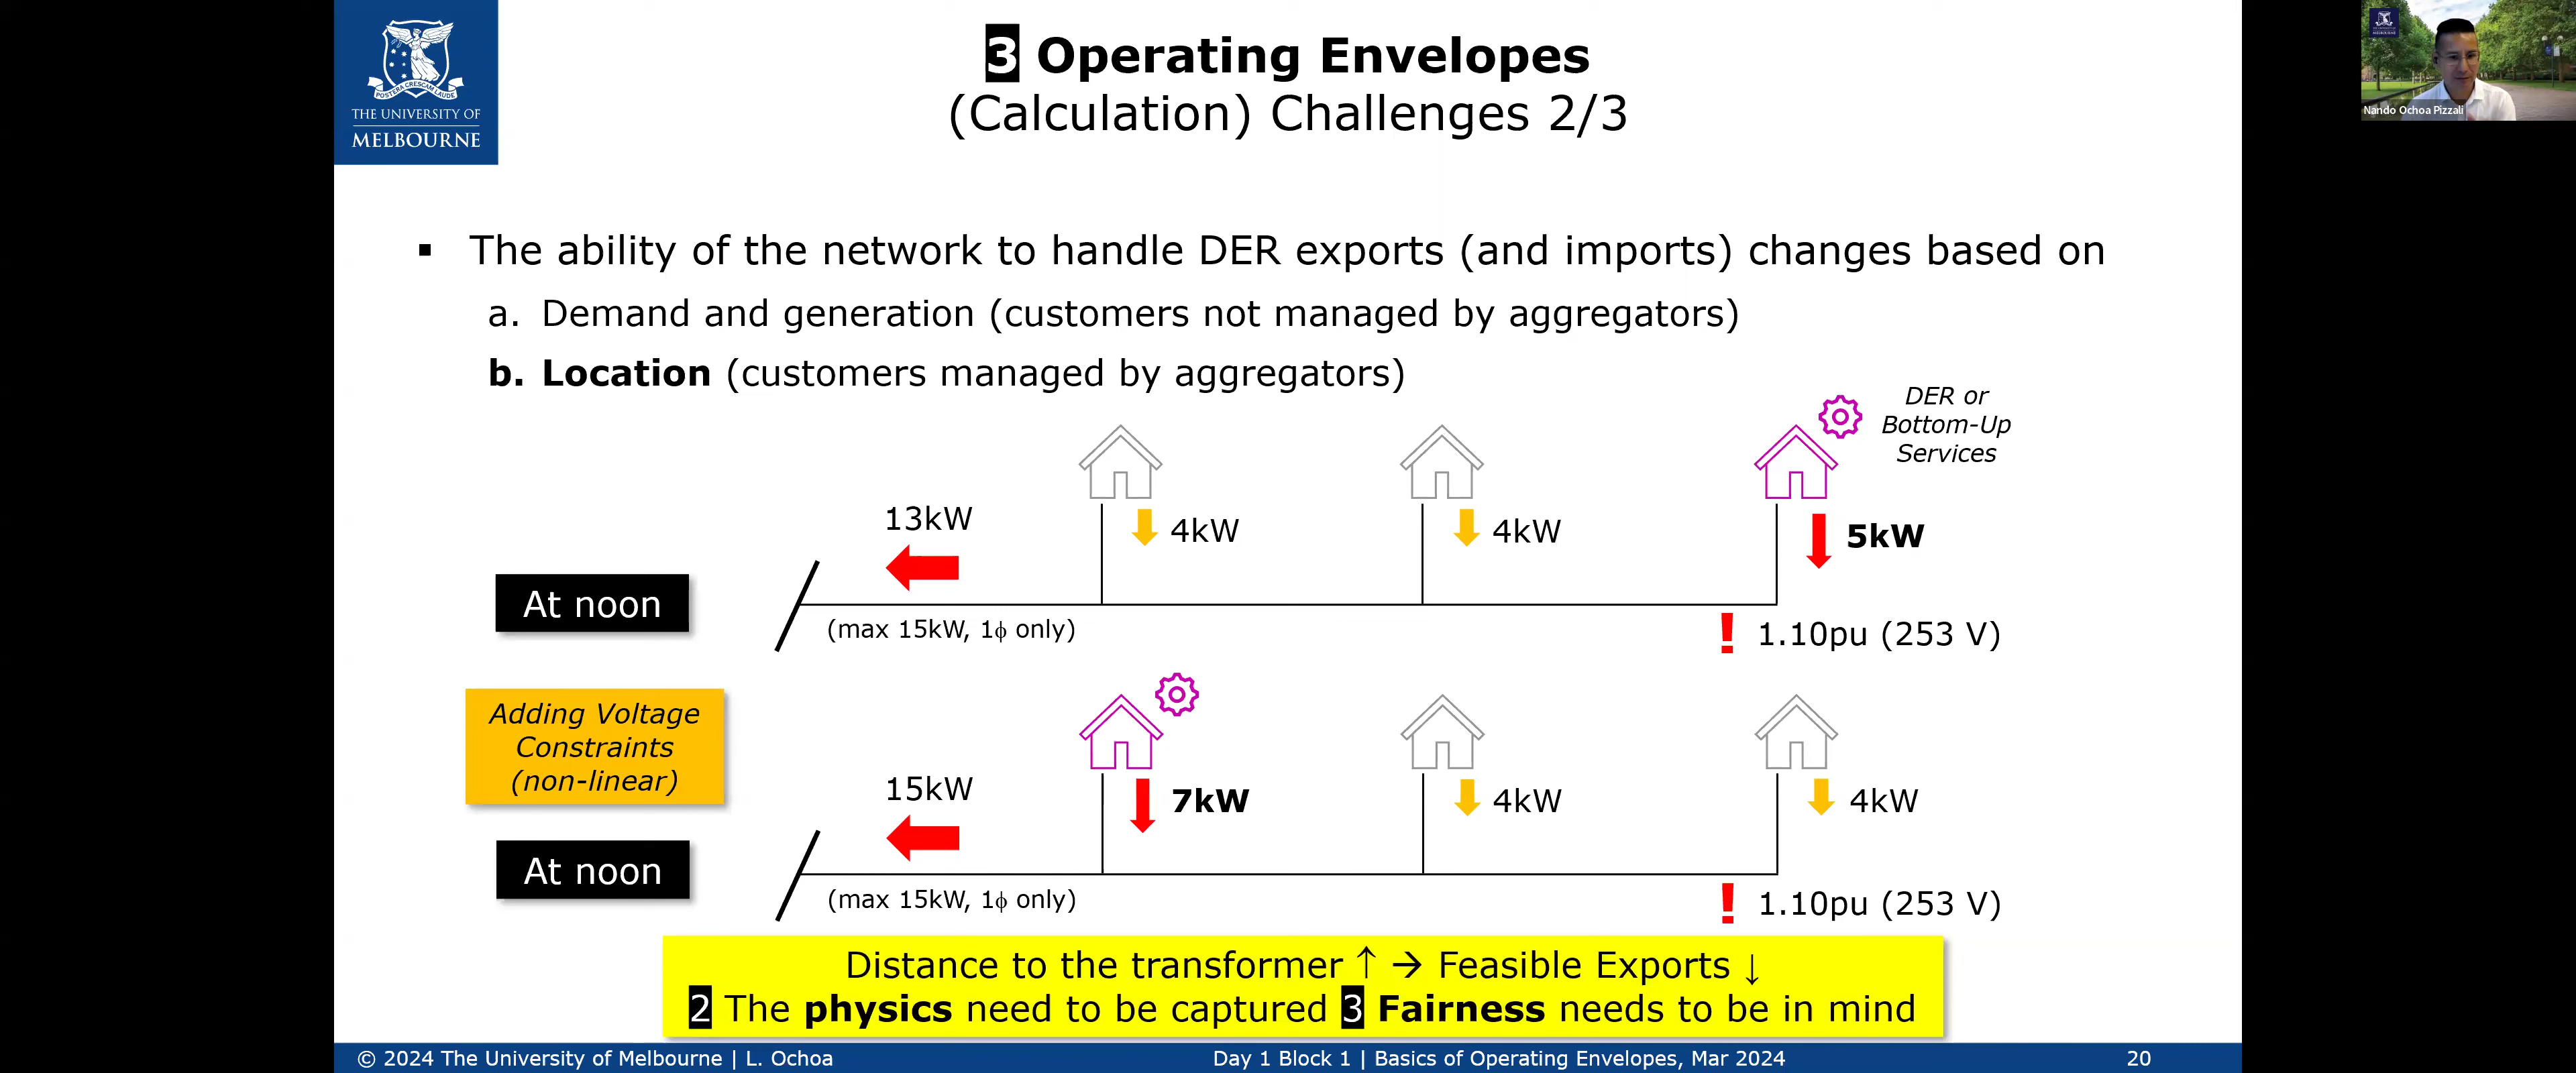 3 Operating Envelopes
(Calculation) Challenges 2/3
THE UNIVERSITY OF
MELBOURNE
POSTERA CRESCAM LAUDE
Nando Ochoa Pizzali
▪ The ability of the network to handle DER exports (and imports) changes based on
a. Demand and generation (customers not managed by aggregators)
b. Location (customers managed by aggregators)
DER or
Bottom-Up
Services
13kW
4kW
4kW
5kW
At noon
(max 15kW, 1ϕ only)
! 1.10pu (253 V)
Adding Voltage
Constraints
(non-linear)
15kW
7kW
4kW
4kW
At noon
(max 15kW, 1ϕ only)
! 1.10pu (253 V)
Distance to the transformer ↑ → Feasible Exports ↓
2 The physics need to be captured 3 Fairness needs to be in mind
© 2024 The University of Melbourne | L. Ochoa
Day 1 Block 1 | Basics of Operating Envelopes, Mar 2024
20